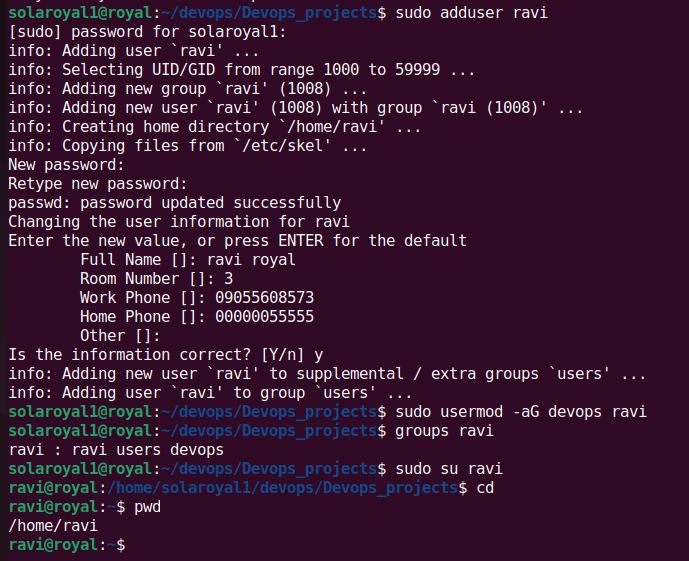 solaroyal1@royal:~/devops/Devops_projects$ sudo adduser ravi
[sudo] password for solaroyal1:
info: Adding user `ravi' ...
info: Selecting UID/GID from range 1000 to 59999 ...
info: Adding new group `ravi' (1008) ...
info: Adding new user `ravi' (1008) with group `ravi (1008)' ...
info: Creating home directory `/home/ravi' ...
info: Copying files from `/etc/skel' ...
New password:
Retype new password:
passwd: password updated successfully
Changing the user information for ravi
Enter the new value, or press ENTER for the default
Full Name []: ravi royal
Room Number []: 3
Work Phone []: 09055608573
Home Phone []: 00000055555
Other []:
Is the information correct? [Y/n] y
info: Adding new user `ravi' to supplemental / extra groups `users' ...
info: Adding user `ravi' to group `users' ...
solaroyal1@royal:~/devops/Devops_projects$ sudo usermod -aG devops ravi
solaroyal1@royal:~/devops/Devops_projects$ groups ravi
ravi : ravi users devops
solaroyal1@royal:~/devops/Devops_projects$ sudo su ravi
ravi@royal:/home/solaroyal1/devops/Devops_projects$ cd
ravi@royal:~$ pwd
/home/ravi
ravi@royal:~$